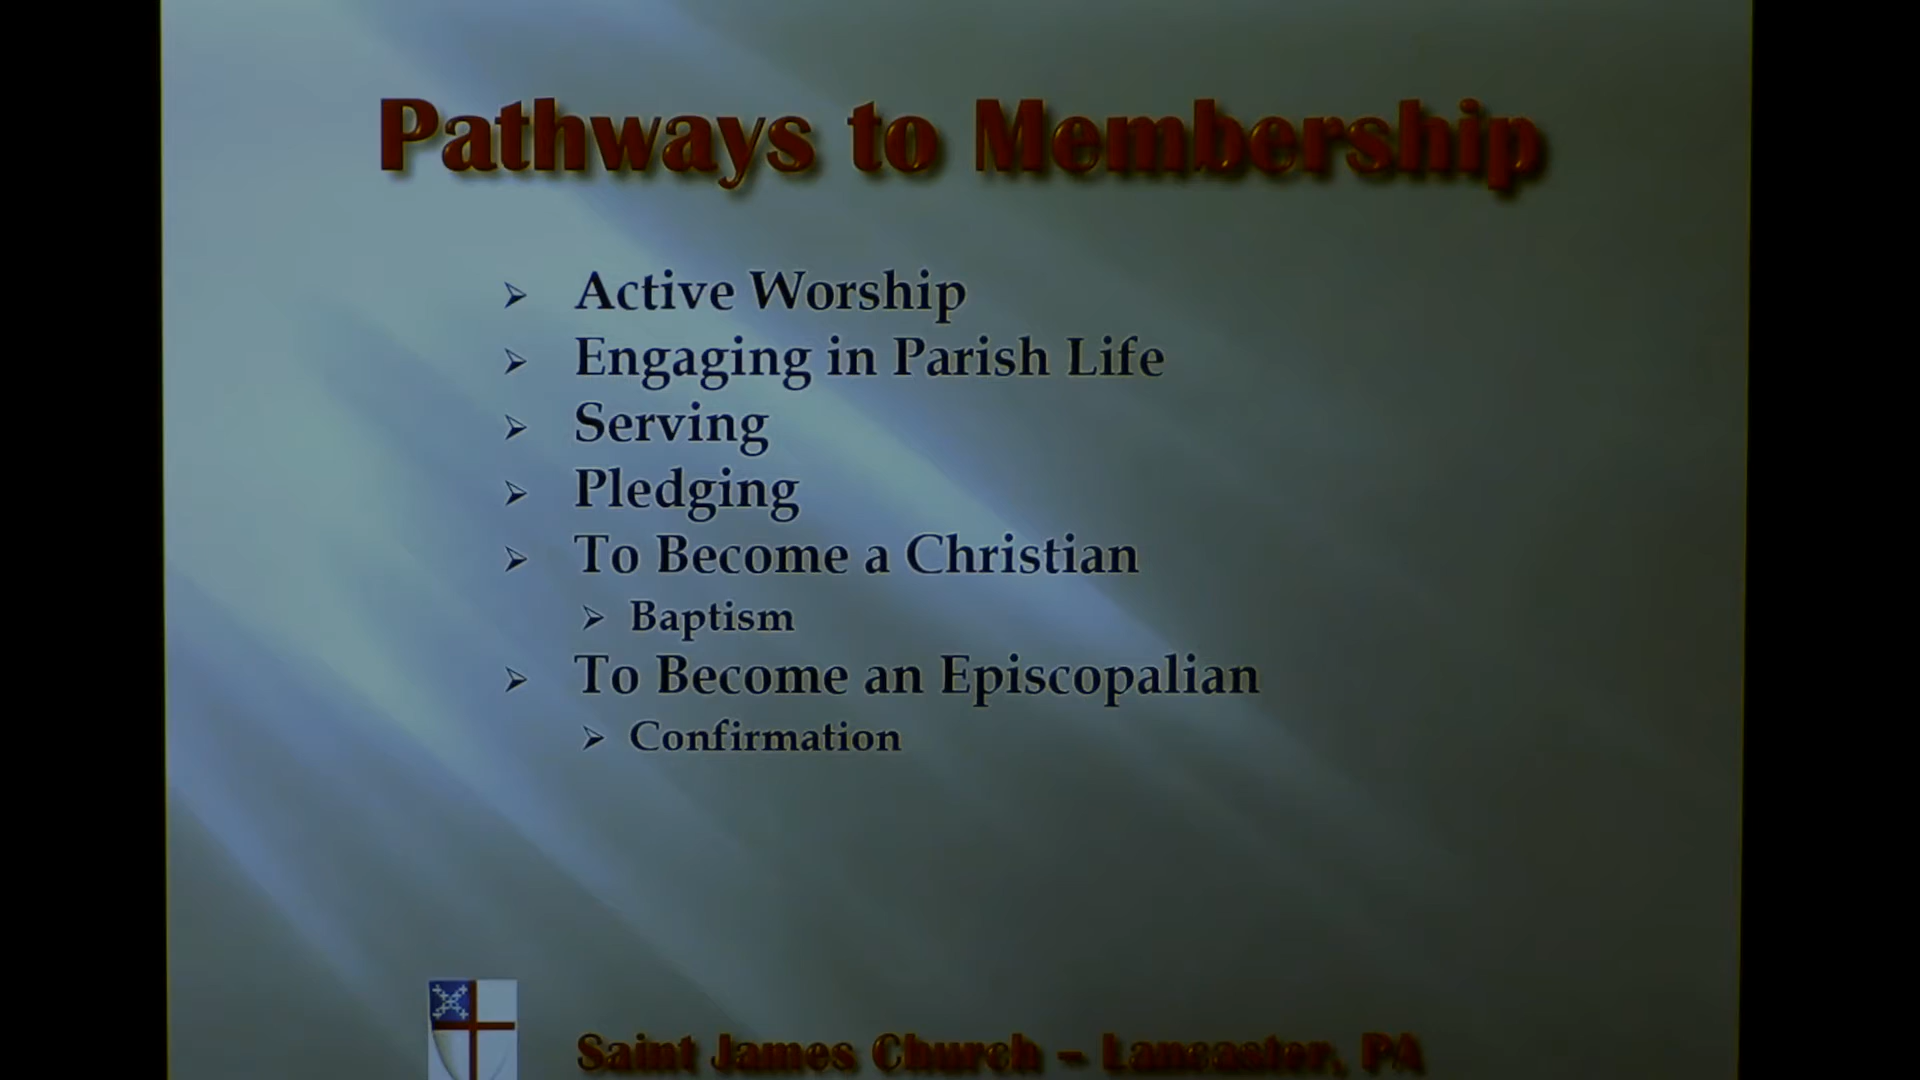 Pathways to Membership
➢ Active Worship
➢ Engaging in Parish Life
➢ Serving
➢ Pledging
➢ To Become a Christian
➢ Baptism
➢ To Become an Episcopalian
➢ Confirmation
Saint James Church – Lancaster, PA